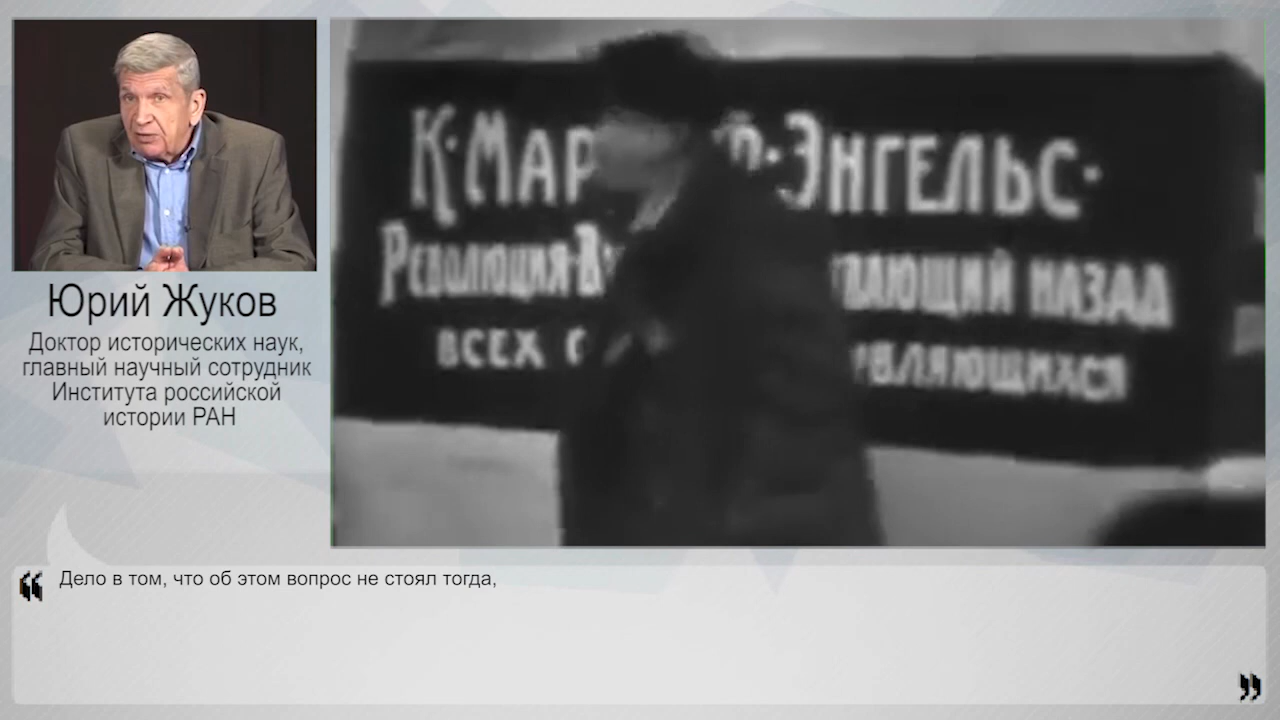 Юрий Жуков
Доктор исторических наук,
главный научный сотрудник
Института российской
истории РАН
К·МАР Ф·ЭНГЕЛЬС·
РЕВОЛЮЦИЯ НАЗАД
ВСЕХ
“ Дело в том, что об этом вопрос не стоял тогда,
”